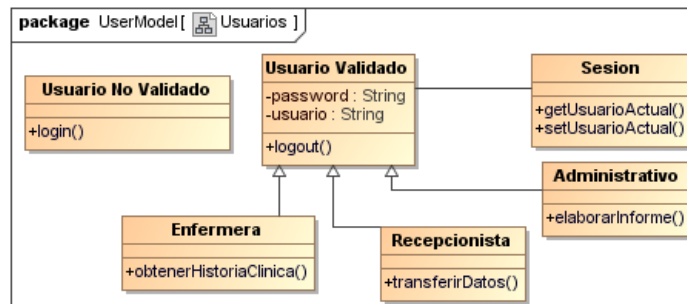 package UserModel[ Usuarios ]
Usuario No Validado
+login()
Usuario Validado
-password : String
-usuario : String
+logout()
Sesion
+getUsuarioActual()
+setUsuarioActual()
Enfermera
+obtenerHistoriaClinica()
Recepcionista
+transferirDatos()
Administrativo
+elaborarInforme()